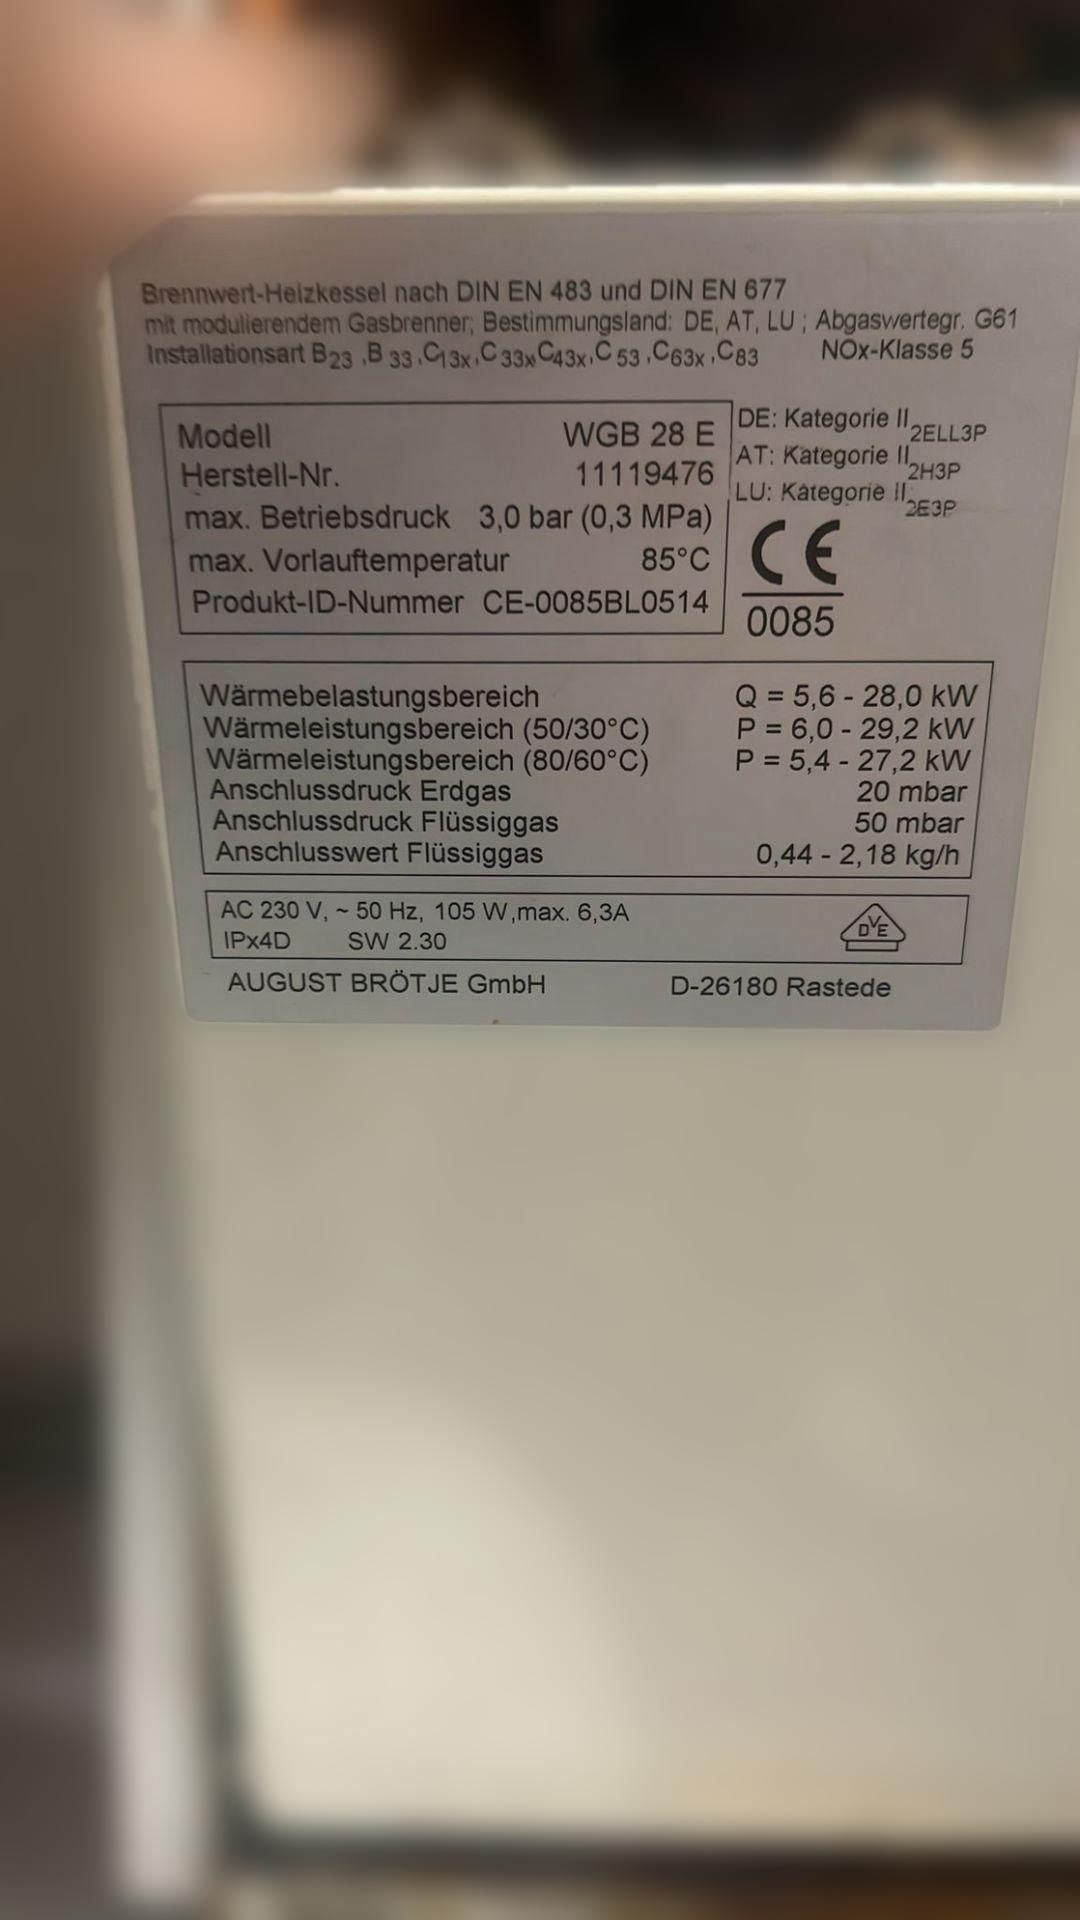 Brennwert-Heizkessel nach DIN EN 483 und DIN EN 677
mit modulierendem Gasbrenner; Bestimmungsland: DE, AT, LU ; Abgaswertegr. G61
Installationsart B23 ,B 33 ,C13x,C 33x C43x,C 53 ,C63x ,C83 NOx-Klasse 5
Modell WGB 28 E
Herstell-Nr. 11119476
max. Betriebsdruck 3,0 bar (0,3 MPa)
max. Vorlauftemperatur 85°C
Produkt-ID-Nummer CE-0085BL0514
DE: Kategorie II2ELL3P
AT: Kategorie II2H3P
LU: Kategorie II2E3P
CE
0085
Wärmebelastungsbereich Q = 5,6 - 28,0 kW
Wärmeleistungsbereich (50/30°C) P = 6,0 - 29,2 kW
Wärmeleistungsbereich (80/60°C) P = 5,4 - 27,2 kW
Anschlussdruck Erdgas 20 mbar
Anschlussdruck Flüssiggas 50 mbar
Anschlusswert Flüssiggas 0,44 - 2,18 kg/h
AC 230 V, ~ 50 Hz, 105 W,max. 6,3A
IPx4D SW 2.30
DVE
AUGUST BRÖTJE GmbH D-26180 Rastede